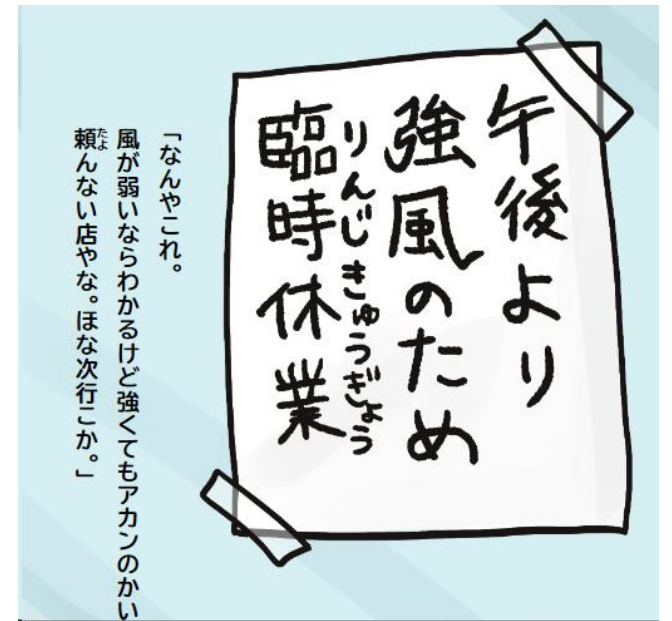 午後より
強風のため
臨時休業
りんじきゅうぎょう
「なんやこれ。
風が弱いならわかるけど強くてもアカンのかい
頼んない店やな。ほな次行こか。」
たよ